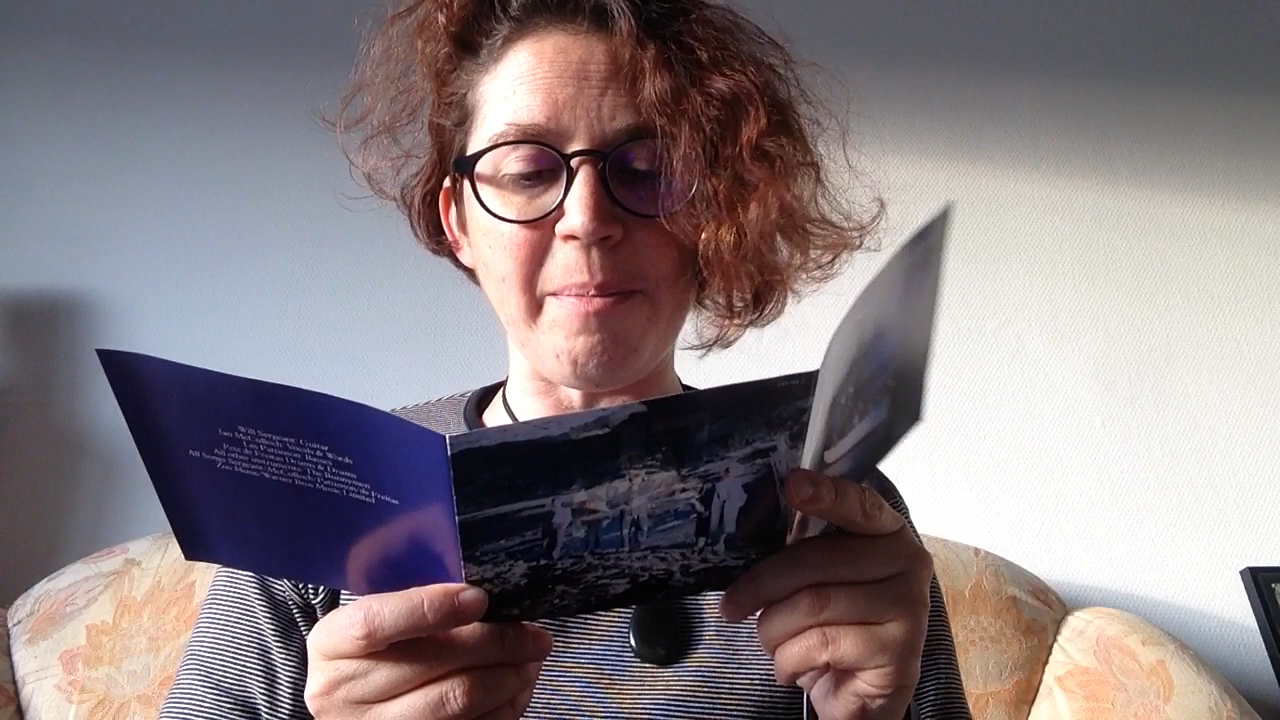 Will Sergeant: Guitar
Ian McCulloch: Vocals & Words
Les Pattinson: Basses
Pete de Freitas Drums & Drums
All other instruments: The Bunnymen
All Songs Sergeant/McCulloch/Pattinson/de Freitas
Zoo Music/Warner Bros Music Limited